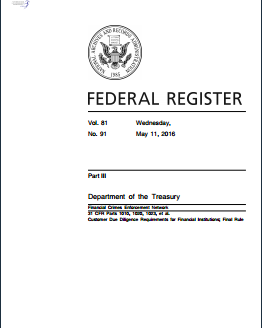 NATIONAL ARCHIVES AND RECORDS ADMINISTRATION
1985
FEDERAL REGISTER
Vol. 81 Wednesday,
No. 91 May 11, 2016
Part III
Department of the Treasury
Financial Crimes Enforcement Network
31 CFR Parts 1010, 1020, 1023, et al.
Customer Due Diligence Requirements for Financial Institutions; Final Rule